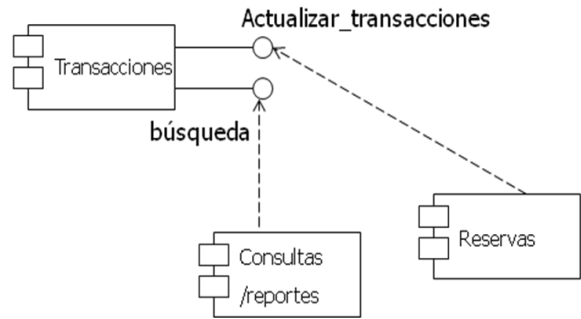 Actualizar_transacciones
Transacciones
búsqueda
Consultas
/reportes
Reservas